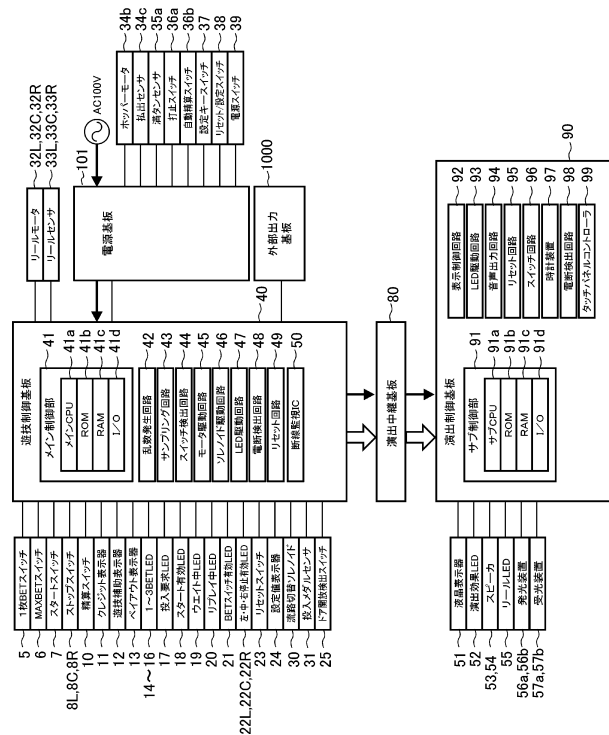 5 1枚BETスイッチ
6 MAXBETスイッチ
7 スタートスイッチ
8L,8C,8R ストップスイッチ
10 精算スイッチ
11 クレジット表示器
12 遊技補助表示器
13 ペイアウト表示器
14～16 1～3BETLED
17 投入要求LED
18 スタート有効LED
19 ウエイト中LED
20 リプレイ中LED
21 BETスイッチ有効LED
22L,22C,22R 左・中・右停止有効LED
23 リセットスイッチ
24 設定値表示器
30 流路切替ソレノイド
31 投入メダルセンサ
25 ドア開放検出スイッチ
遊技制御基板
40
メイン制御部 41
メインCPU 41a
ROM 41b
RAM 41c
I/O 41d
乱数発生回路 42
サンプリング回路 43
スイッチ検出回路 44
モータ駆動回路 45
ソレノイド駆動回路 46
LED駆動回路 47
電断検出回路 48
リセット回路 49
断線監視IC 50
リールモータ 32L,32C,32R
リールセンサ 33L,33C,33R
電源基板 101
AC100V
外部出力
基板
1000
ホッパーモータ 34b
払出センサ 34c
満タンセンサ 35a
打止スイッチ 36a
自動精算スイッチ 36b
設定キースイッチ 37
リセット/設定スイッチ 38
電源スイッチ 39
演出中継基板 80
51 液晶表示器
52 演出効果LED
53,54 スピーカ
55 リールLED
56a,56b 発光装置
57a,57b 受光装置
演出制御基板
90
サブ制御部 91
サブCPU 91a
ROM 91b
RAM 91c
I/O 91d
表示制御回路 92
LED駆動回路 93
音声出力回路 94
リセット回路 95
スイッチ回路 96
時計装置 97
電断検出回路 98
タッチパネルコントローラ 99